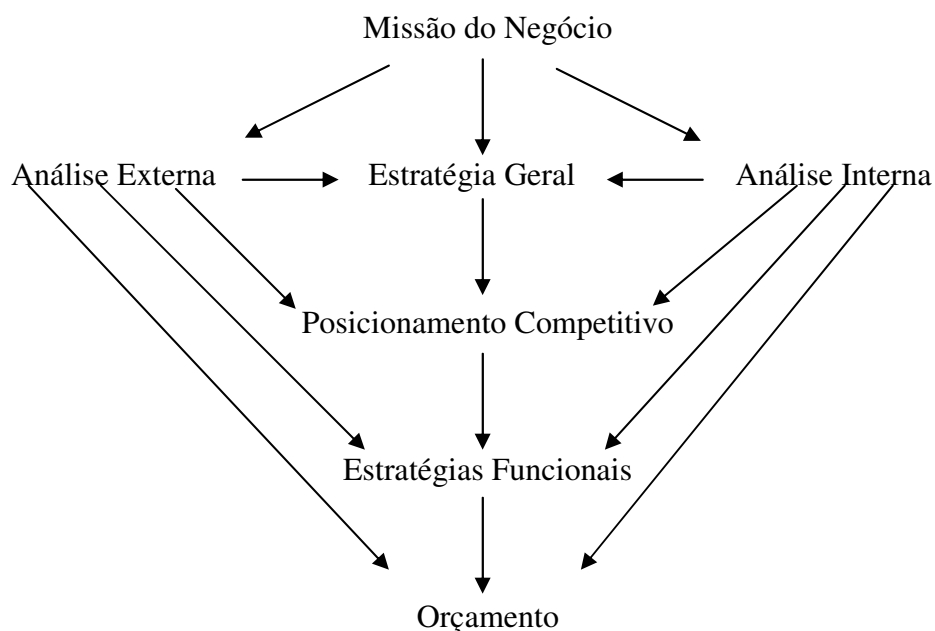 Missão do Negócio
Análise Externa
Estratégia Geral
Análise Interna
Posicionamento Competitivo
Estratégias Funcionais
Orçamento